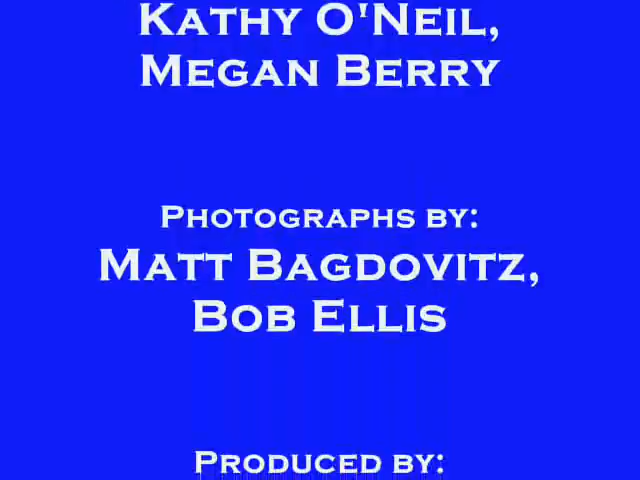 Kathy O'Neil,
Megan Berry
Photographs by:
Matt Bagdovitz,
Bob Ellis
Produced by: